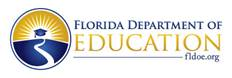 FLORIDA DEPARTMENT OF
EDUCATION
fldoe.org